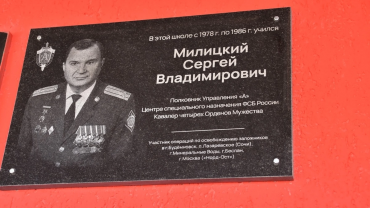 В этой школе с 1978 г. по 1986 г. учился
Милицкий
Сергей
Владимирович
Полковник Управления «А»
Центра специального назначения ФСБ России
Кавалер четырех Орденов Мужества
Участник операций по освобождению заложников
в г. Буденновск, п. Лазаревское (Сочи),
г. Минеральные Воды, г. Беслан,
г. Москва («Норд-Ост»).